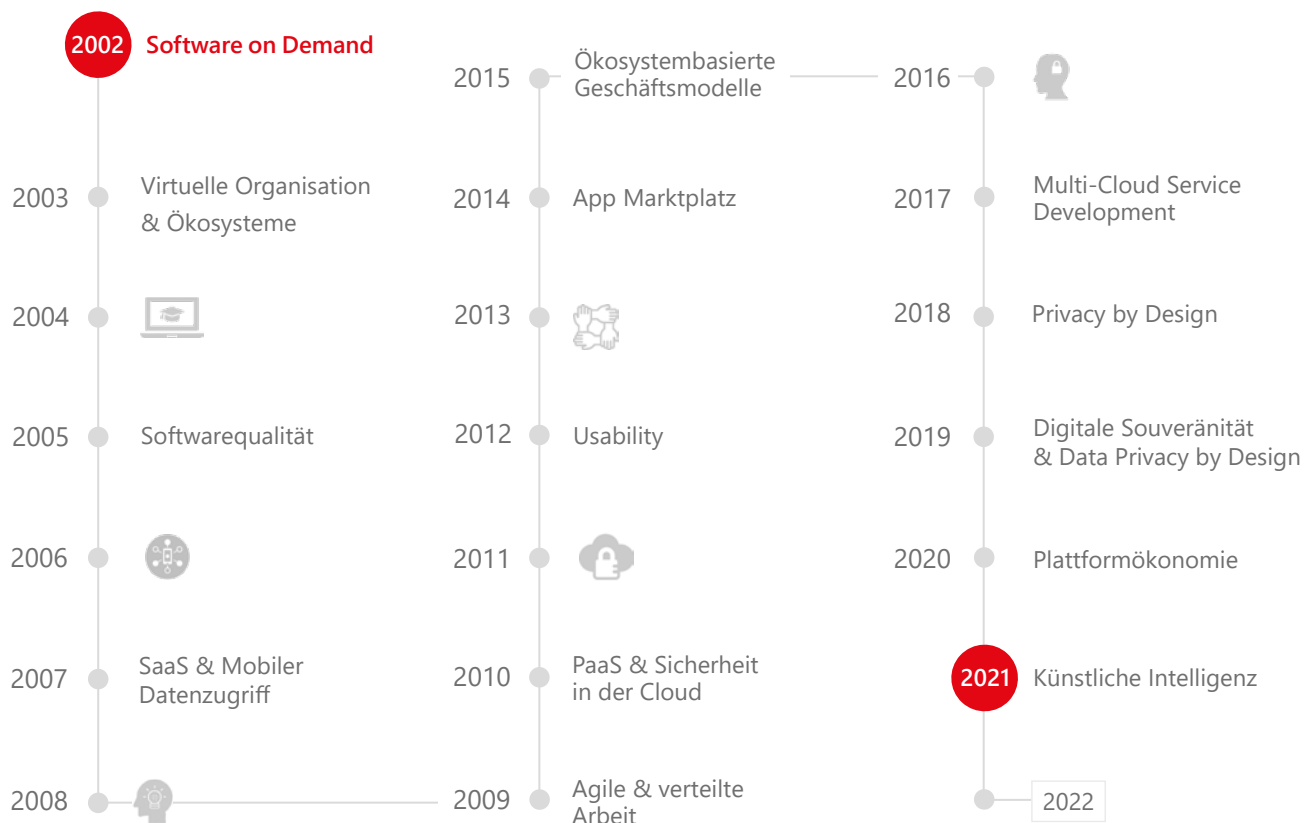 2002 Software on Demand
2003
Virtuelle Organisation
& Ökosysteme
2004
2005 Softwarequalität
2006
2007
SaaS & Mobiler
Datenzugriff
2008
2009
Agile & verteilte
Arbeit
2010
PaaS & Sicherheit
in der Cloud
2011
2012 Usability
2013
2014 App Marktplatz
2015
Ökosystembasierte
Geschäftsmodelle
2016
2017
Multi-Cloud Service
Development
2018 Privacy by Design
2019
Digitale Souveränität
& Data Privacy by Design
2020 Plattformökonomie
2021 Künstliche Intelligenz
2022